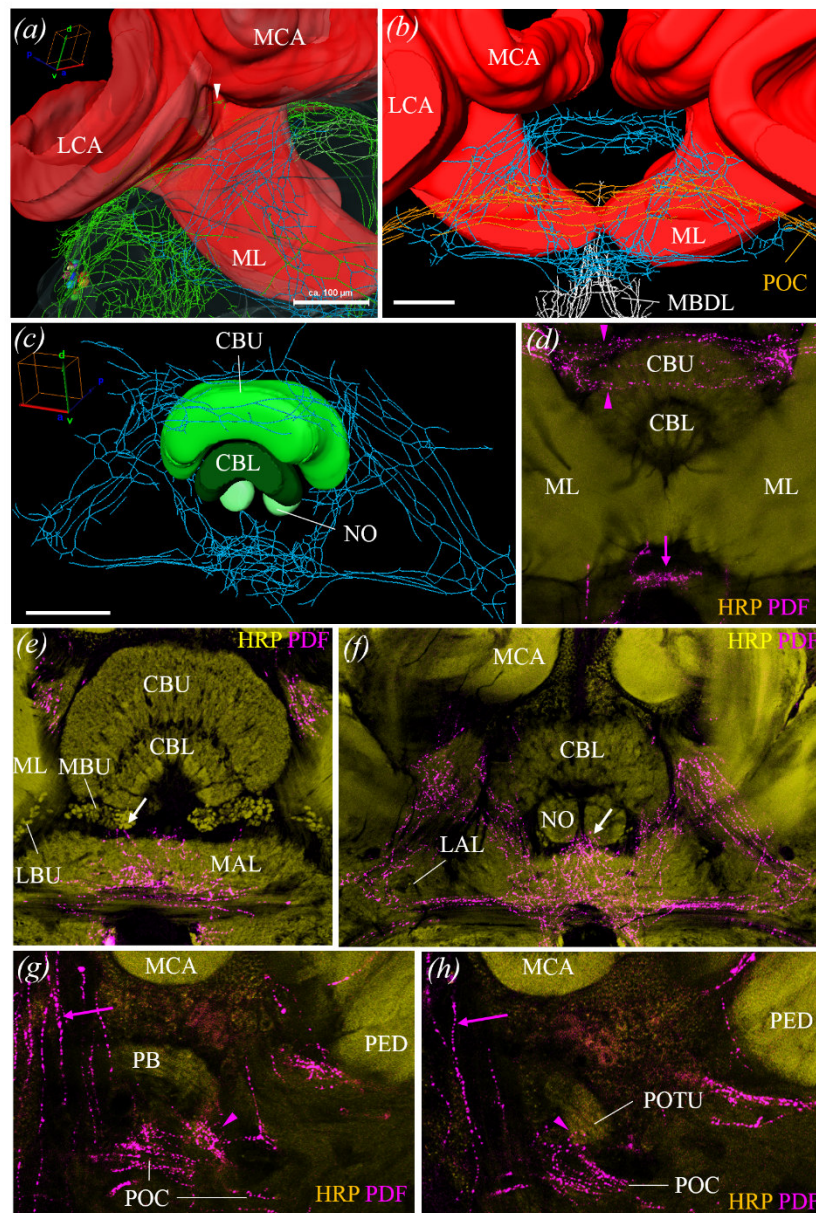 (a)
d
p
v
a
MCA
LCA
ML
ca. 100 µm
(b)
MCA
LCA
ML
POC
MBDL
(c)
d
p
v
CBU
CBL
NO
(d)
CBU
CBL
ML
ML
HRP PDF
(e)
HRP PDF
CBU
CBL
ML
MBU
LBU
MAL
(f)
HRP PDF
MCA
CBL
NO
LAL
(g)
MCA
PED
PB
POC
HRP PDF
(h)
MCA
PED
POTU
POC
HRP PDF